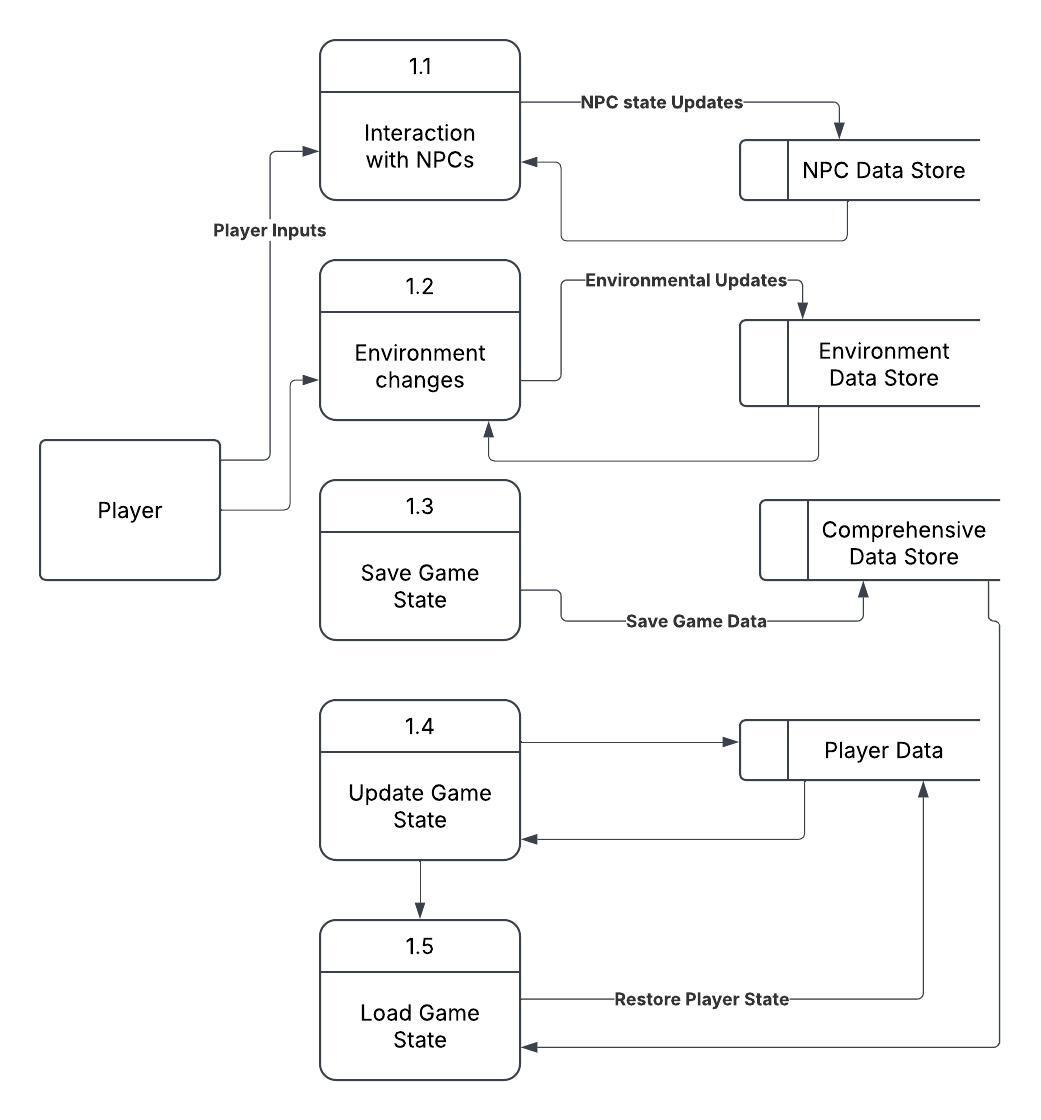 1.1
Interaction
with NPCs
NPC state Updates
NPC Data Store
Player Inputs
1.2
Environment
changes
Environmental Updates
Environment
Data Store
Player
1.3
Save Game
State
Comprehensive
Data Store
Save Game Data
1.4
Update Game
State
Player Data
1.5
Load Game
State
Restore Player State